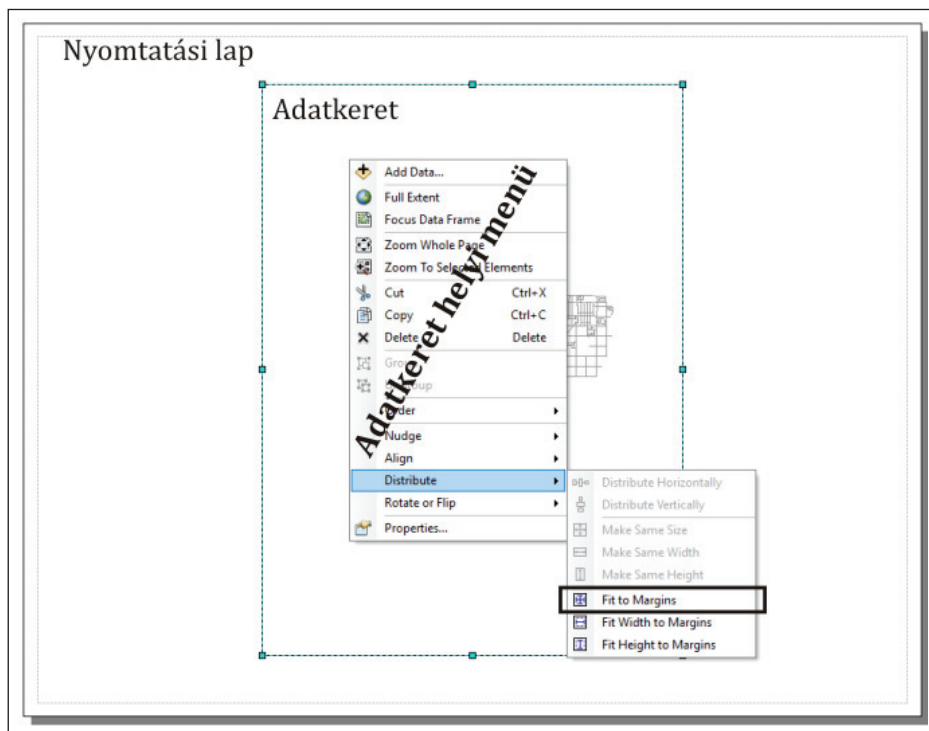 Nyomtatási lap
Adatkeret
Adatkeret helyi menü
Add Data...
Full Extent
Focus Data Frame
Zoom Whole Page
Zoom To Selected Elements
Cut Ctrl+X
Copy Ctrl+C
Delete Delete
Group
Ungroup
Order
Nudge
Align
Distribute
Rotate or Flip
Properties...
Distribute Horizontally
Distribute Vertically
Make Same Size
Make Same Width
Make Same Height
Fit to Margins
Fit Width to Margins
Fit Height to Margins